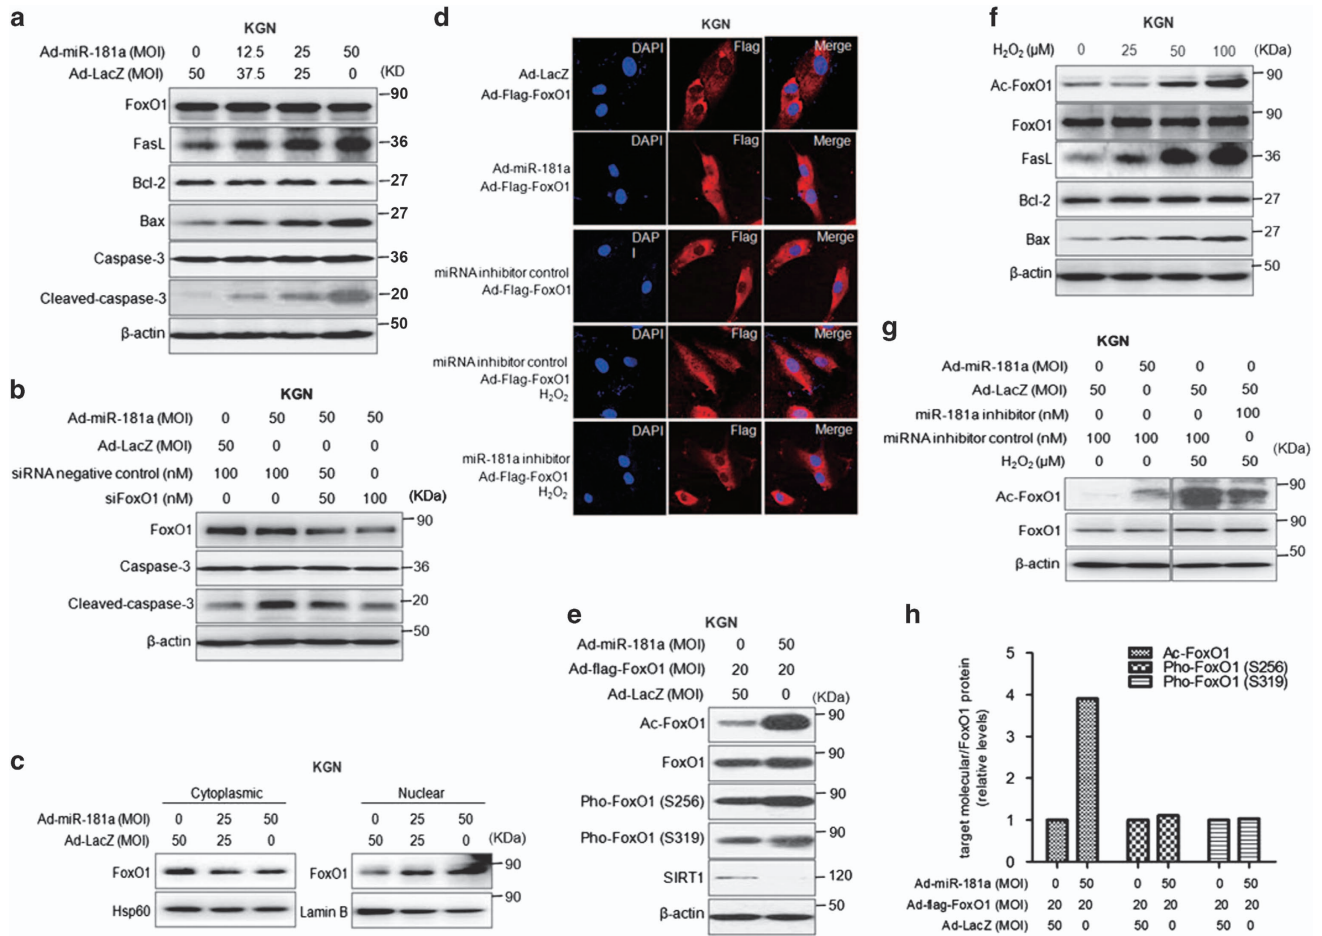 a
KGN
Ad-miR-181a (MOI) 0 12.5 25 50
Ad-LacZ (MOI) 50 37.5 25 0 (KD
FoxO1 90
FasL 36
Bcl-2 27
Bax 27
Caspase-3 36
Cleaved-caspase-3 20
β-actin 50
b
KGN
Ad-miR-181a (MOI) 0 50 50 50
Ad-LacZ (MOI) 50 0 0 0
siRNA negative control (nM) 100 100 50 0
siFoxO1 (nM) 0 0 50 100 (KDa)
FoxO1 90
Caspase-3 36
Cleaved-caspase-3 20
β-actin 50
c
KGN
Cytoplasmic Nuclear
Ad-miR-181a (MOI) 0 25 50 0 25 50
Ad-LacZ (MOI) 50 25 0 50 25 0 (KDa)
FoxO1 FoxO1 90
Hsp60 Lamin B 90
d
KGN
Ad-LacZ
Ad-Flag-FoxO1
DAPI Flag Merge
Ad-miR-181a
Ad-Flag-FoxO1
DAPI Flag Merge
miRNA inhibitor control
Ad-Flag-FoxO1
DAP
I
Flag Merge
miRNA inhibitor control
Ad-Flag-FoxO1
H₂O₂
DAPI Flag Merge
miR-181a inhibitor
Ad-Flag-FoxO1
H₂O₂
DAPI Flag Merge
e
KGN
Ad-miR-181a (MOI) 0 50
Ad-flag-FoxO1 (MOI) 20 20
Ad-LacZ (MOI) 50 0 (KDa)
Ac-FoxO1 90
FoxO1 90
Pho-FoxO1 (S256) 90
Pho-FoxO1 (S319) 90
SIRT1 120
β-actin 50
f
KGN
H₂O₂ (µM) 0 25 50 100 (KDa)
Ac-FoxO1 90
FoxO1 90
FasL 36
Bcl-2 27
Bax 27
β-actin 50
g
KGN
Ad-miR-181a (MOI) 0 50 0 0
Ad-LacZ (MOI) 50 0 50 50
miR-181a inhibitor (nM) 0 0 0 100
miRNA inhibitor control (nM) 100 100 100 0 (KDa)
H₂O₂ (µM) 0 0 50 50
Ac-FoxO1 90
FoxO1 90
β-actin 50
h
Ac-FoxO1
Pho-FoxO1 (S256)
Pho-FoxO1 (S319)
target molecular/FoxO1 protein
(relative levels)
5
4
3
2
1
0
Ad-miR-181a (MOI) 0 50 0 50 0 50
Ad-flag-FoxO1 (MOI) 20 20 20 20 20 20
Ad-LacZ (MOI) 50 0 50 0 50 0